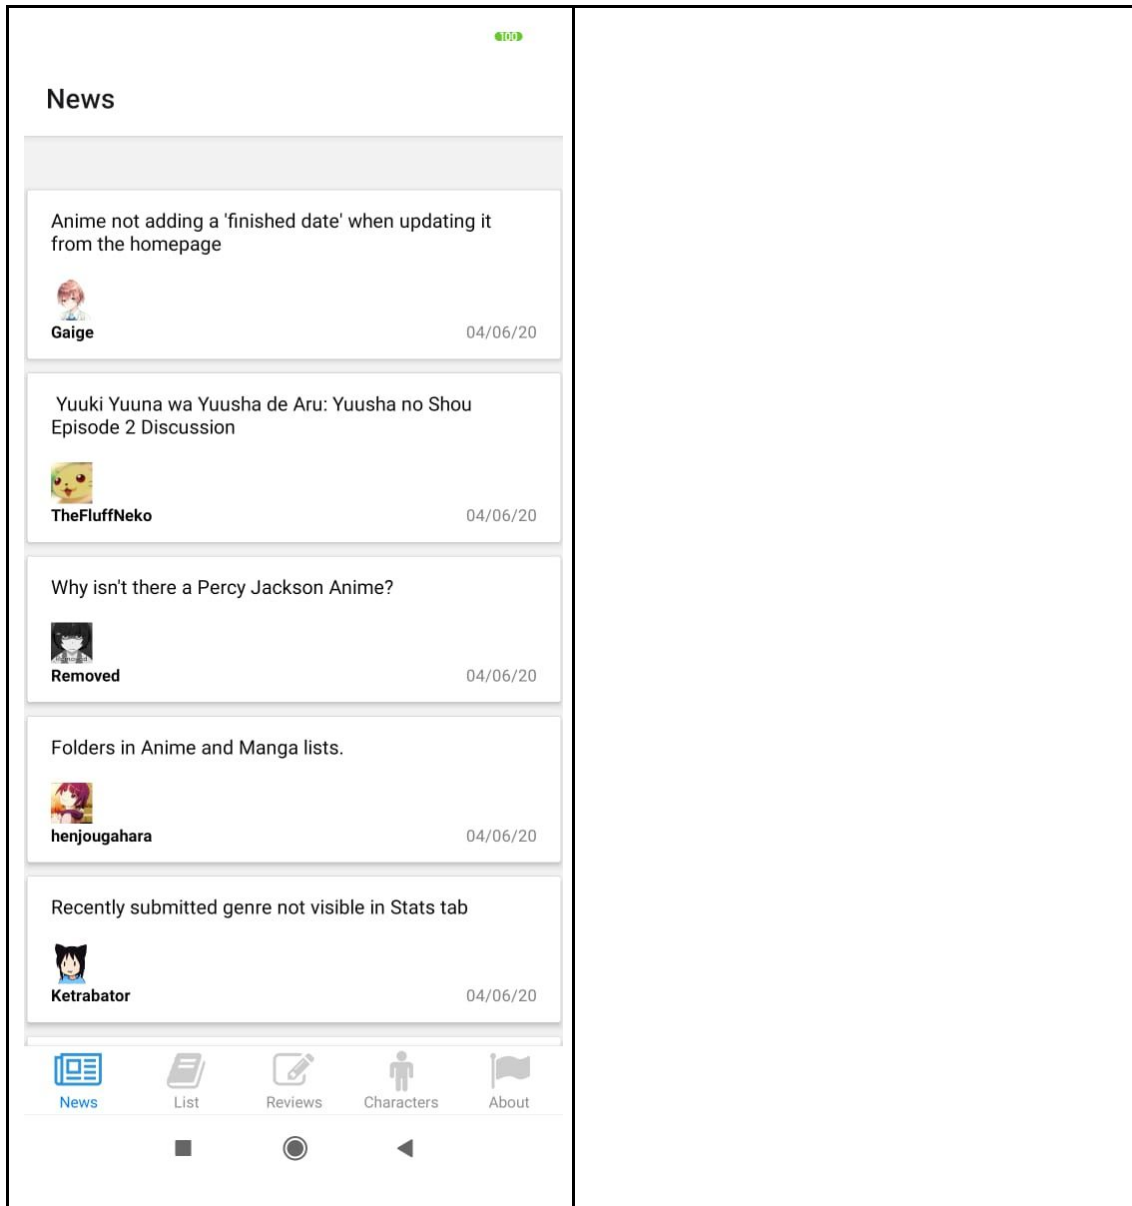 100
News
Anime not adding a 'finished date' when updating it
from the homepage
Gaige
04/06/20
Yuuki Yuuna wa Yuusha de Aru: Yuusha no Shou
Episode 2 Discussion
TheFluffNeko
04/06/20
Why isn't there a Percy Jackson Anime?
Removed
Removed
04/06/20
Folders in Anime and Manga lists.
henjougahara
04/06/20
Recently submitted genre not visible in Stats tab
Ketrabator
04/06/20
News
List
Reviews
Characters
About